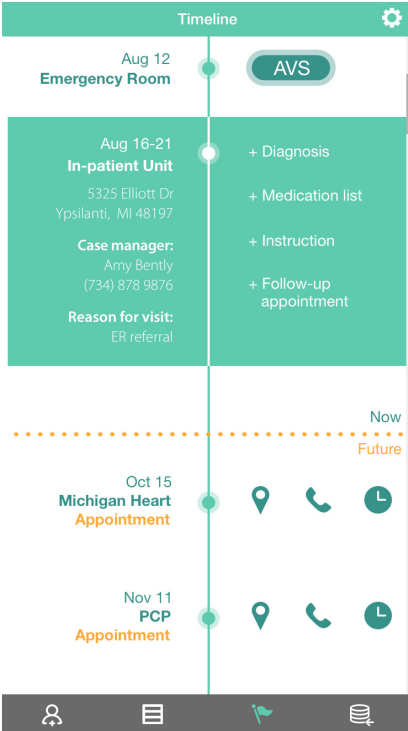 Timeline
Aug 12
Emergency Room
AVS
Aug 16-21
In-patient Unit
5325 Elliott Dr
Ypsilanti, MI 48197
Case manager:
Amy Bently
(734) 878 9876
Reason for visit:
ER referral
+ Diagnosis
+ Medication list
+ Instruction
+ Follow-up
appointment
Now
Future
Oct 15
Michigan Heart
Appointment
Nov 11
PCP
Appointment